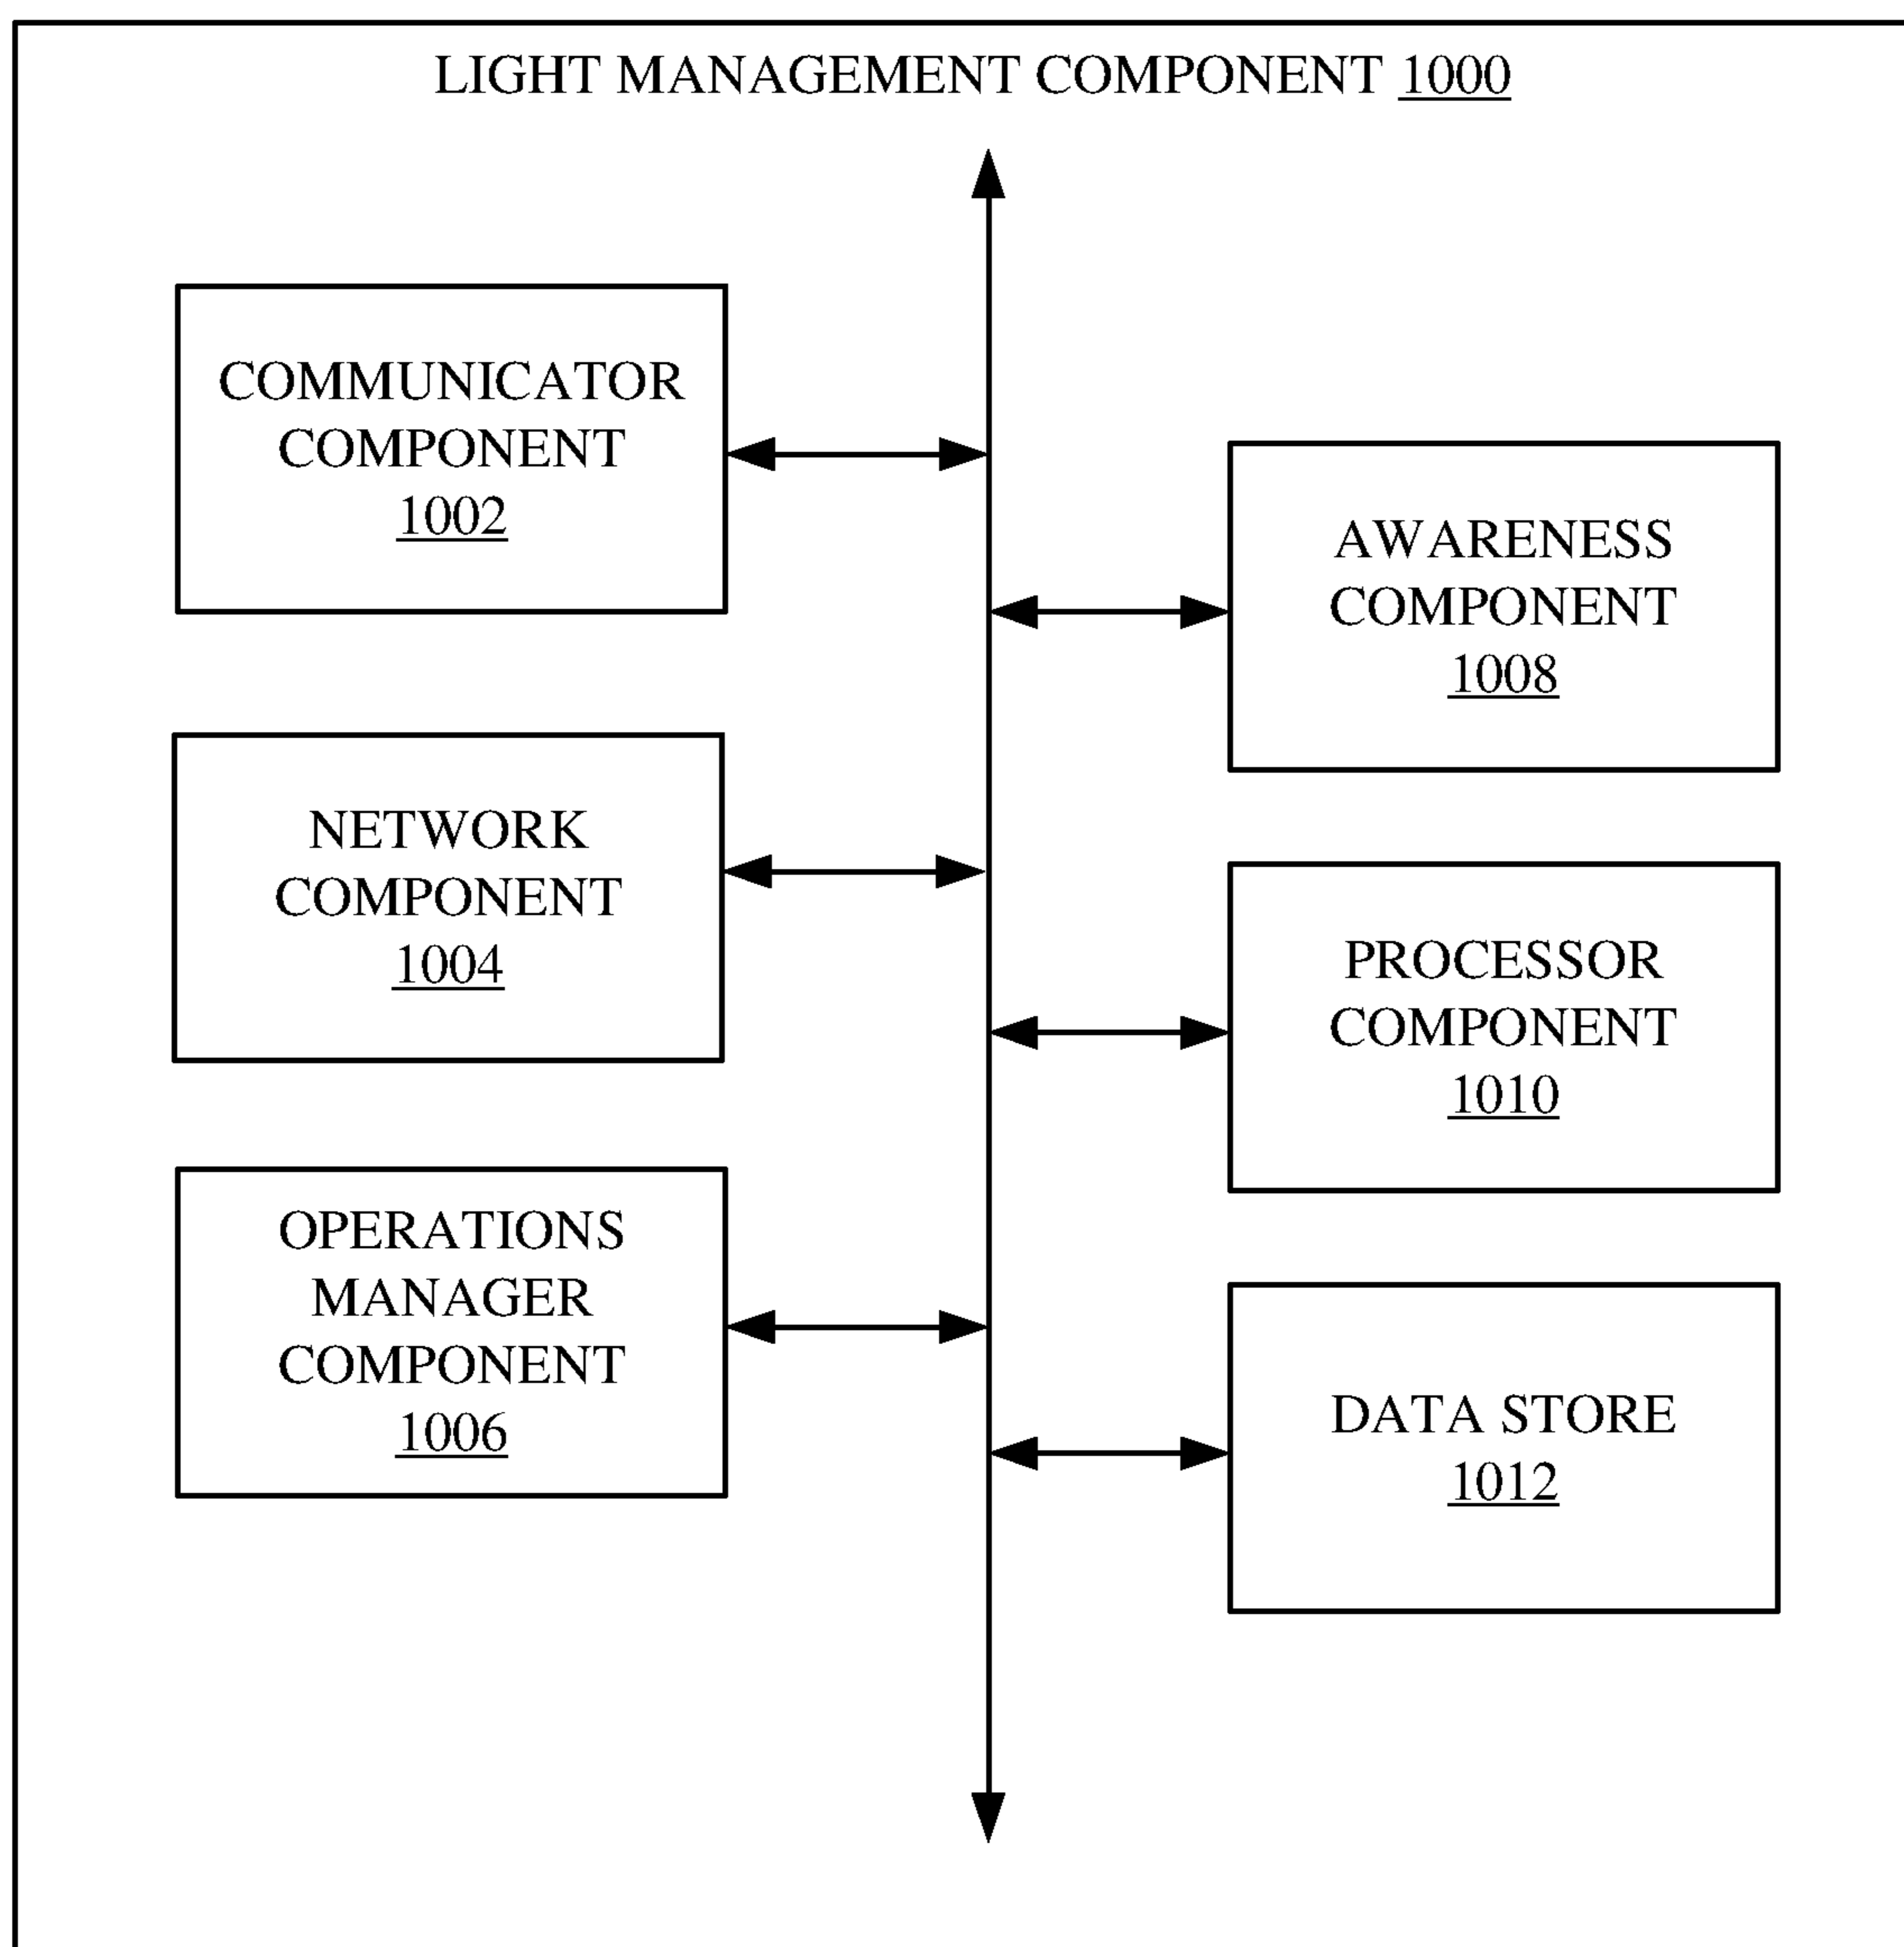 LIGHT MANAGEMENT COMPONENT 1000
COMMUNICATOR
COMPONENT
1002
NETWORK
COMPONENT
1004
OPERATIONS
MANAGER
COMPONENT
1006
AWARENESS
COMPONENT
1008
PROCESSOR
COMPONENT
1010
DATA STORE
1012